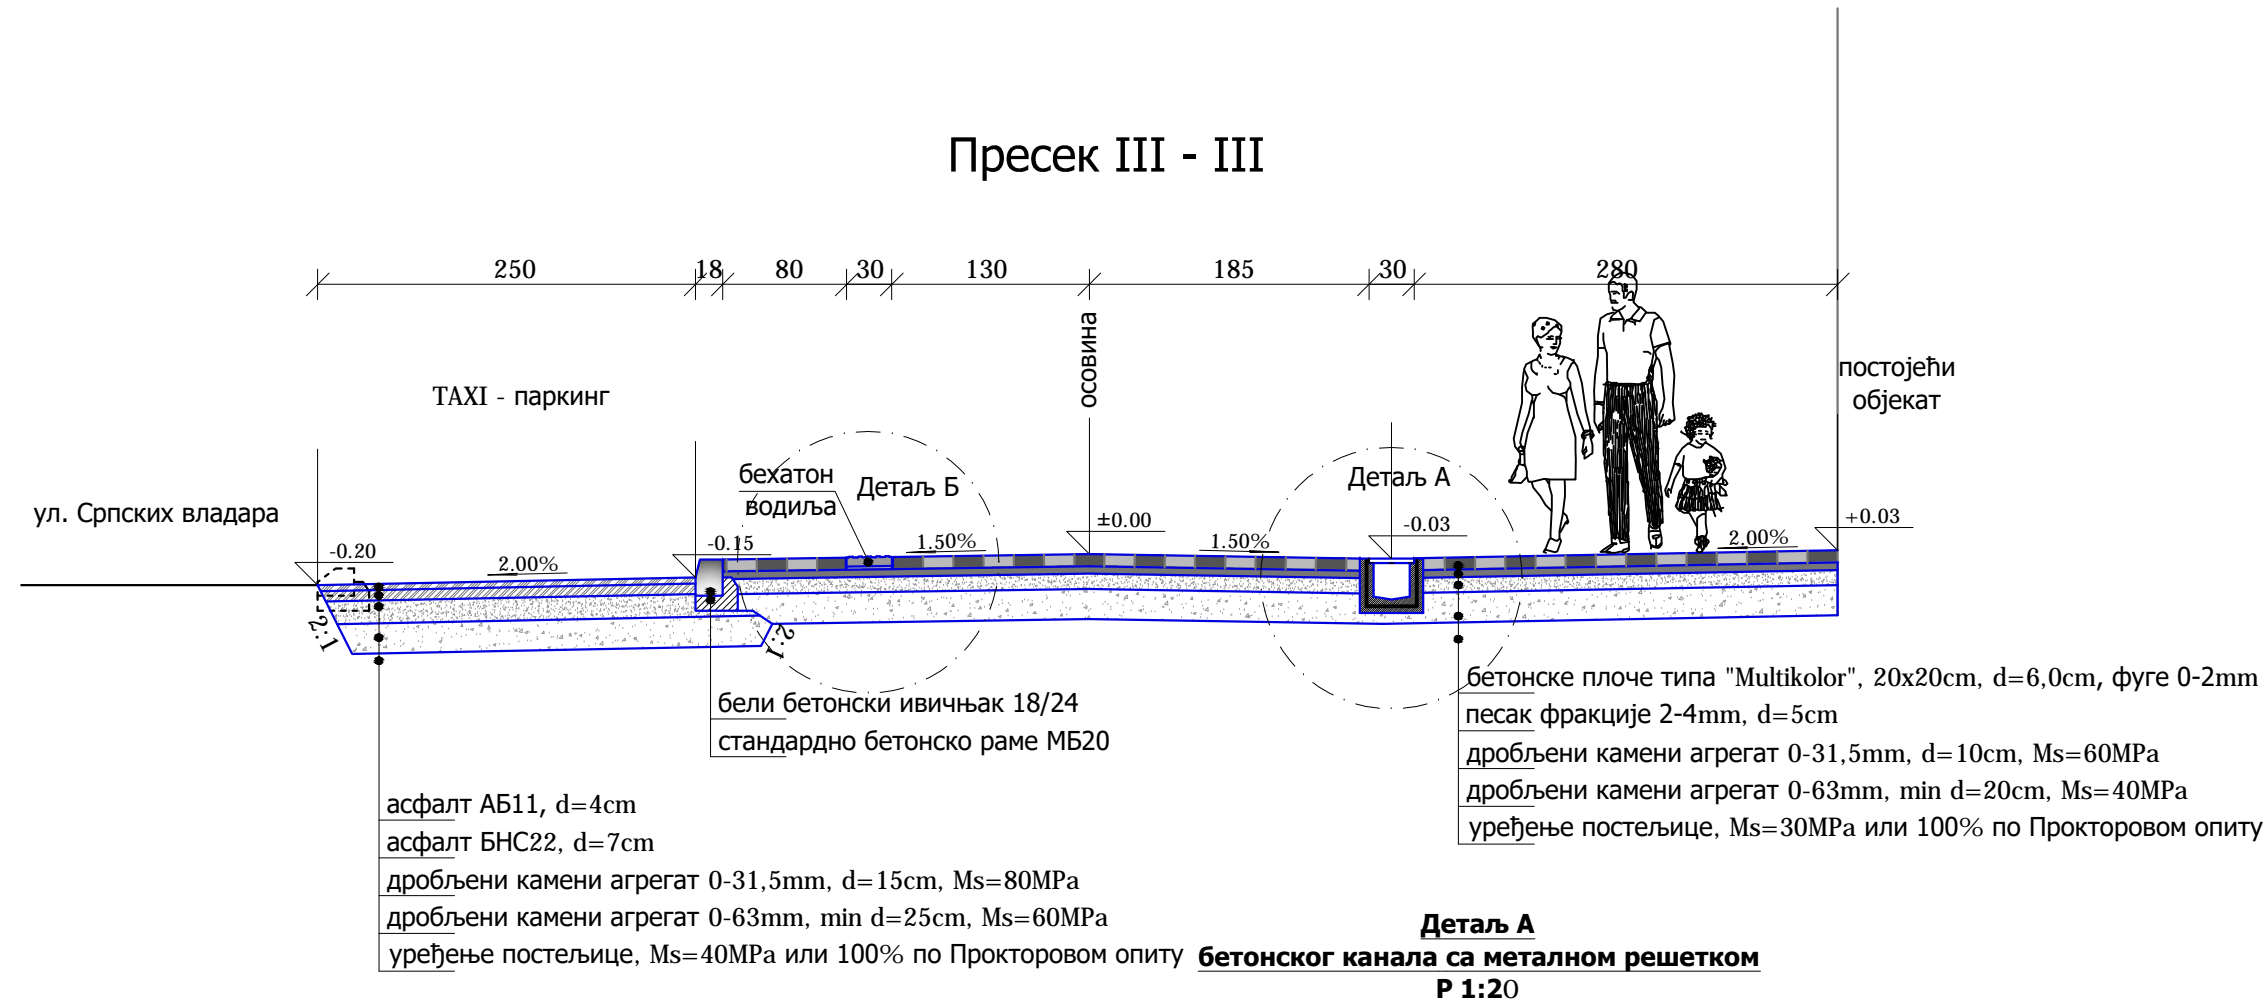 Пресек III - III
250 18 80 30 130 185 30 280
осовина
постојећи
објекат
TAXI - паркинг
бехатон
водиља
Детаљ Б
Детаљ А
ул. Српских владара
-0.20
2.00%
-0.15
1.50%
±0.00
1.50%
-0.03
2.00%
+0.03
2:1
2:1
бели бетонски ивичњак 18/24
стандардно бетонско раме МБ20
бетонске плоче типа "Multikolor", 20x20cm, d=6,0cm, фуге 0-2mm
песак фракције 2-4mm, d=5cm
дробљени камени агрегат 0-31,5mm, d=10cm, Ms=60MPa
дробљени камени агрегат 0-63mm, min d=20cm, Ms=40MPa
уређење постељице, Ms=30MPa или 100% по Прокторовом опиту
асфалт АБ11, d=4cm
асфалт БНС22, d=7cm
дробљени камени агрегат 0-31,5mm, d=15cm, Ms=80MPa
дробљени камени агрегат 0-63mm, min d=25cm, Ms=60MPa
уређење постељице, Ms=40MPa или 100% по Прокторовом опиту
Детаљ А
бетонског канала са металном решетком
Р 1:20